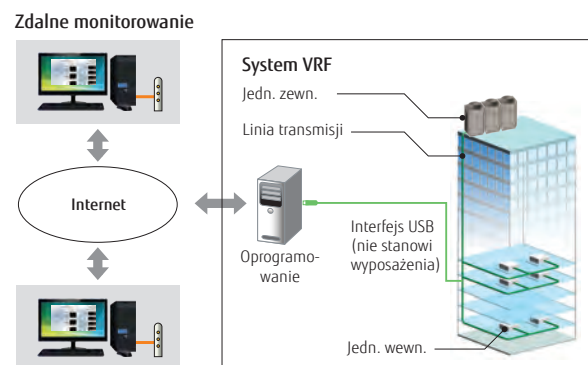 Zdalne monitorowanie
System VRF
Jedn. zewn.
Linia transmisji
Internet
Oprogramo-
wanie
Interfejs USB
(nie stanowi
wyposażenia)
Jedn. wewn.